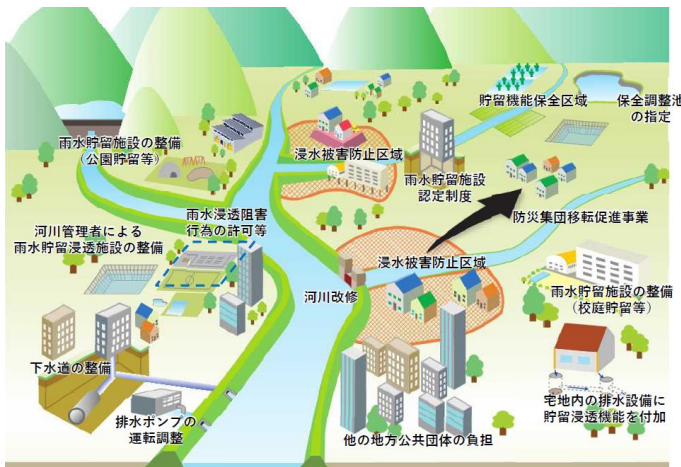 貯留機能保全区域
保全調整池
の指定
雨水貯留施設の整備
（公園貯留等）
浸水被害防止区域
雨水貯留施設
認定制度
雨水浸透阻害
行為の許可等
防災集団移転促進事業
河川管理者による
雨水貯留浸透施設の整備
浸水被害防止区域
河川改修
雨水貯留施設の整備
（校庭貯留等）
下水道の整備
宅地内の排水設備に
貯留浸透機能を付加
排水ポンプの
運転調整
他の地方公共団体の負担